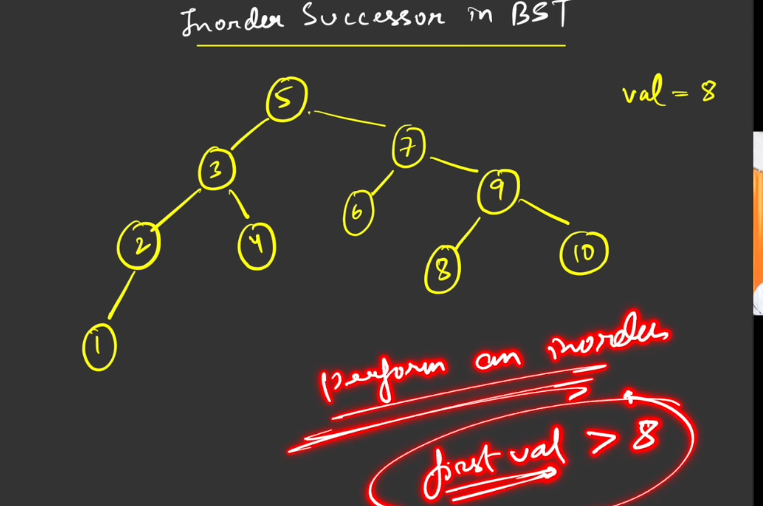 Inorder Successor in BST
val = 8
5
7
3
9
6
2
4
8
10
1
perform an inorder
first val > 8